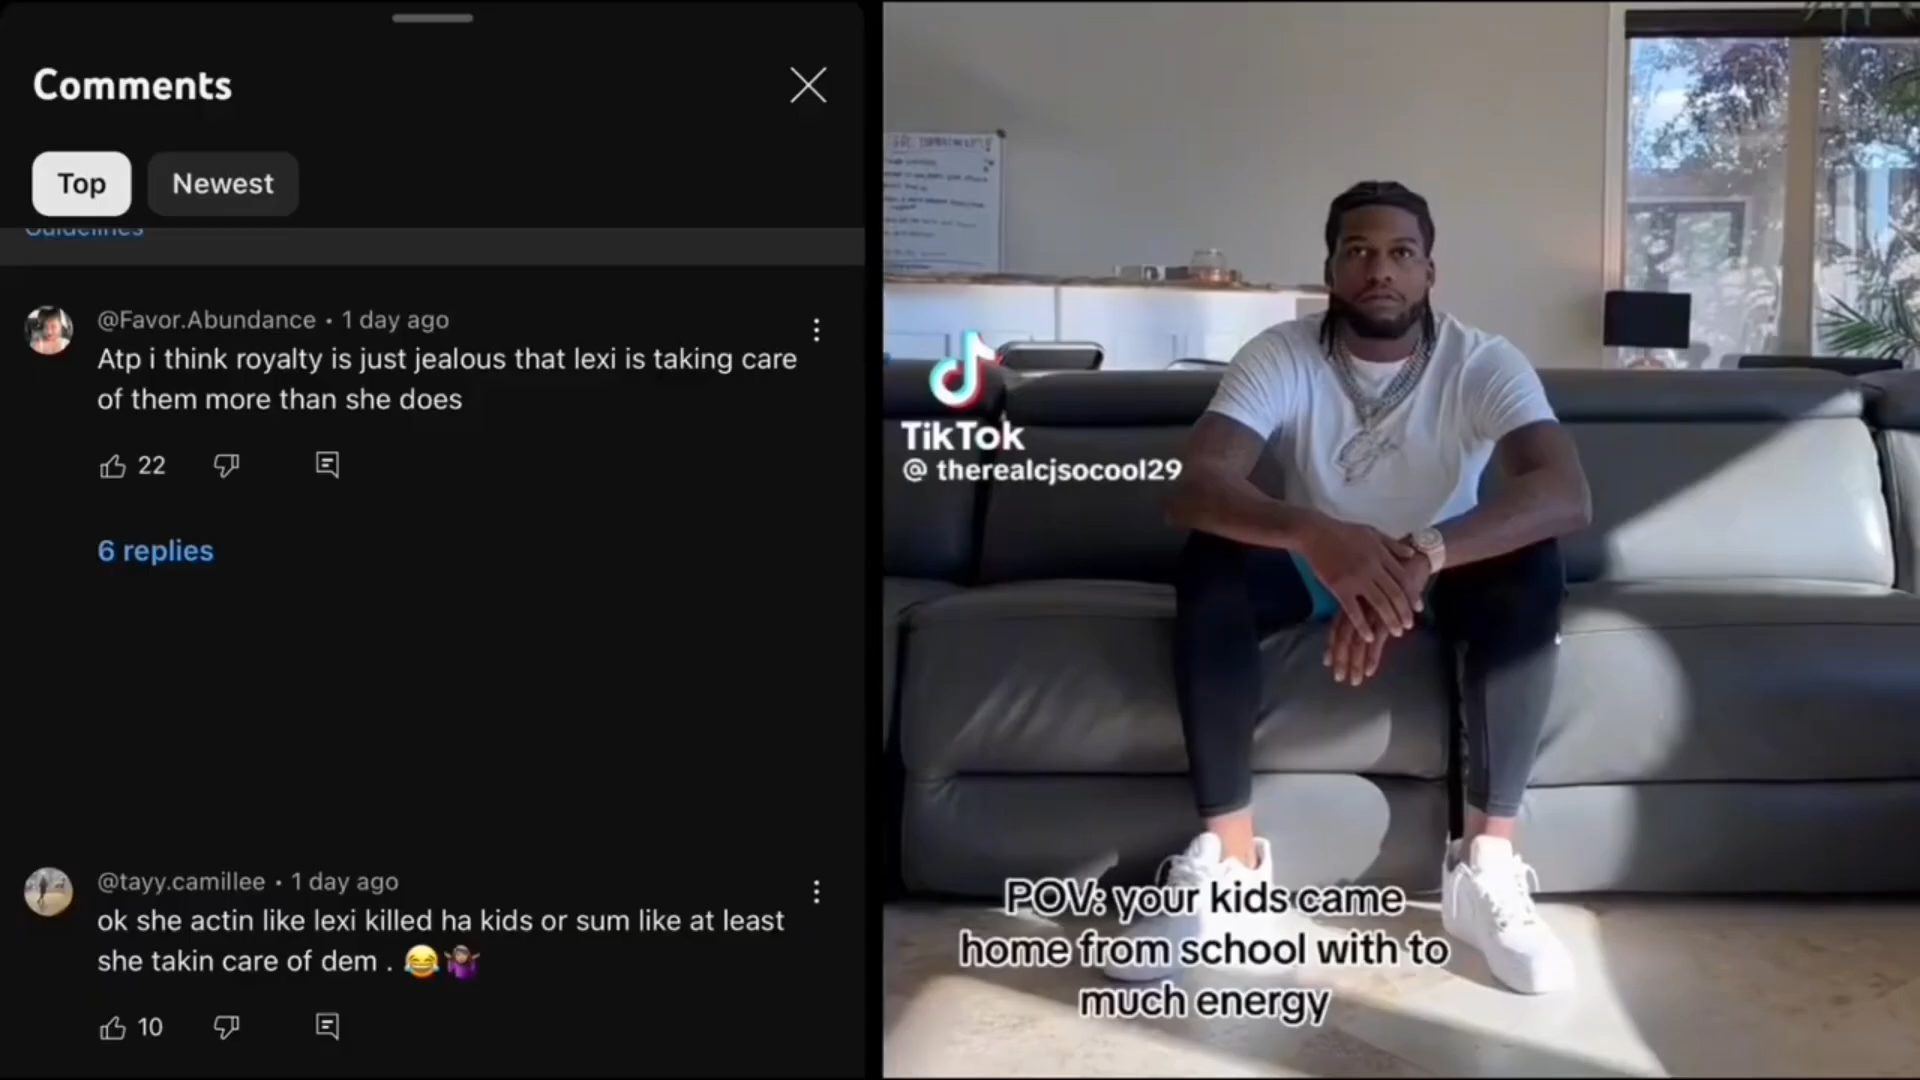 Comments
Top
Newest
Guidelines
@Favor.Abundance • 1 day ago
Atp i think royalty is just jealous that lexi is taking care
of them more than she does
22
6 replies
@tayy.camillee • 1 day ago
ok she actin like lexi killed ha kids or sum like at least
she takin care of dem . 😂🤷🏽‍♀️
10
TikTok
@ therealcjsocool29
POV: your kids came
home from school with to
much energy